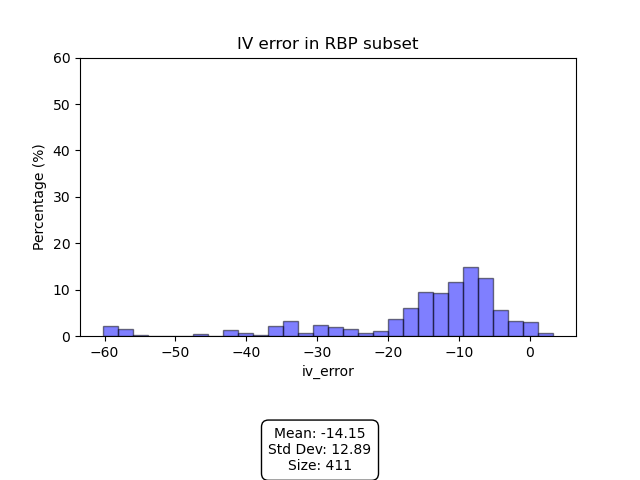 IV error in RBP subset
60
50
40
30
20
10
0
Percentage (%)
−60 −50 −40 −30 −20 −10 0
iv_error
Mean: -14.15
Std Dev: 12.89
Size: 411